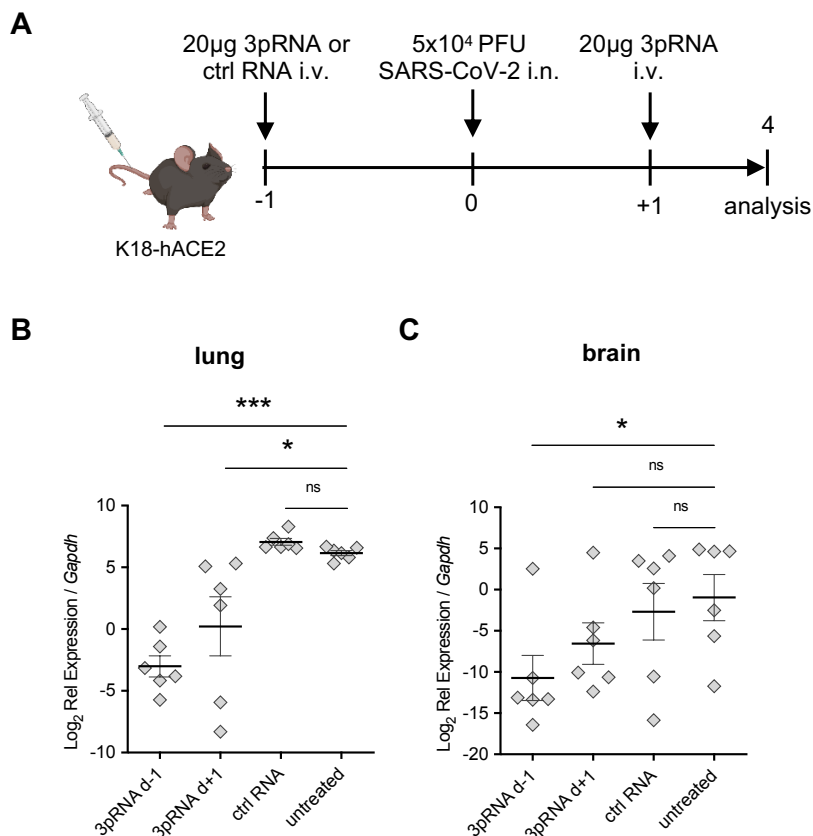 A
20µg 3pRNA or
ctrl RNA i.v.
5x10⁴ PFU
SARS-CoV-2 i.n.
20µg 3pRNA
i.v.
4
-1
0
+1
analysis
K18-hACE2
B
lung
***
*
ns
10
5
0
-5
-10
Log₂ Rel Expression / Gapdh
3pRNA d-1
3pRNA d+1
ctrl RNA
untreated
C
brain
*
ns
ns
10
5
0
-5
-10
-15
-20
Log₂ Rel Expression / Gapdh
3pRNA d-1
3pRNA d+1
ctrl RNA
untreated